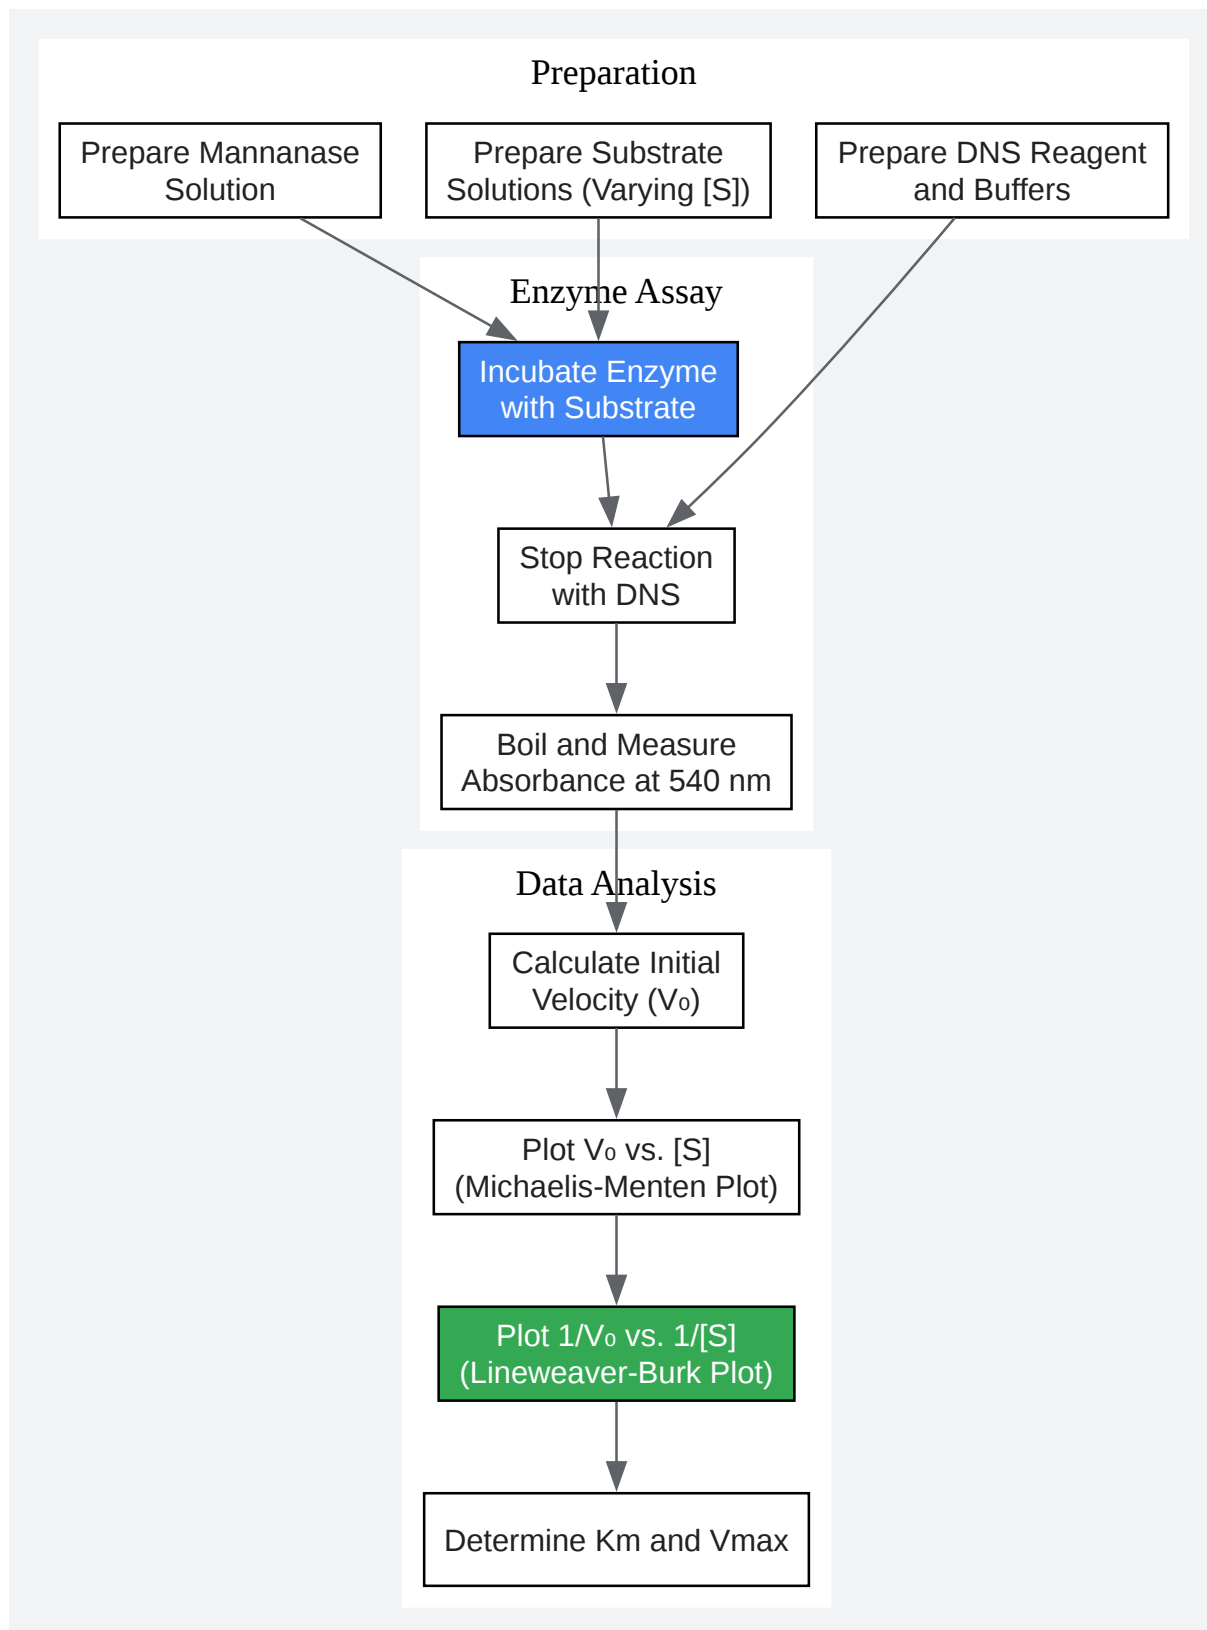 Preparation
Prepare Mannanase
Solution
Prepare Substrate
Solutions (Varying [S])
Prepare DNS Reagent
and Buffers
Enzyme Assay
Incubate Enzyme
with Substrate
Stop Reaction
with DNS
Boil and Measure
Absorbance at 540 nm
Data Analysis
Calculate Initial
Velocity (V₀)
Plot V₀ vs. [S]
(Michaelis-Menten Plot)
Plot 1/V₀ vs. 1/[S]
(Lineweaver-Burk Plot)
Determine Km and Vmax